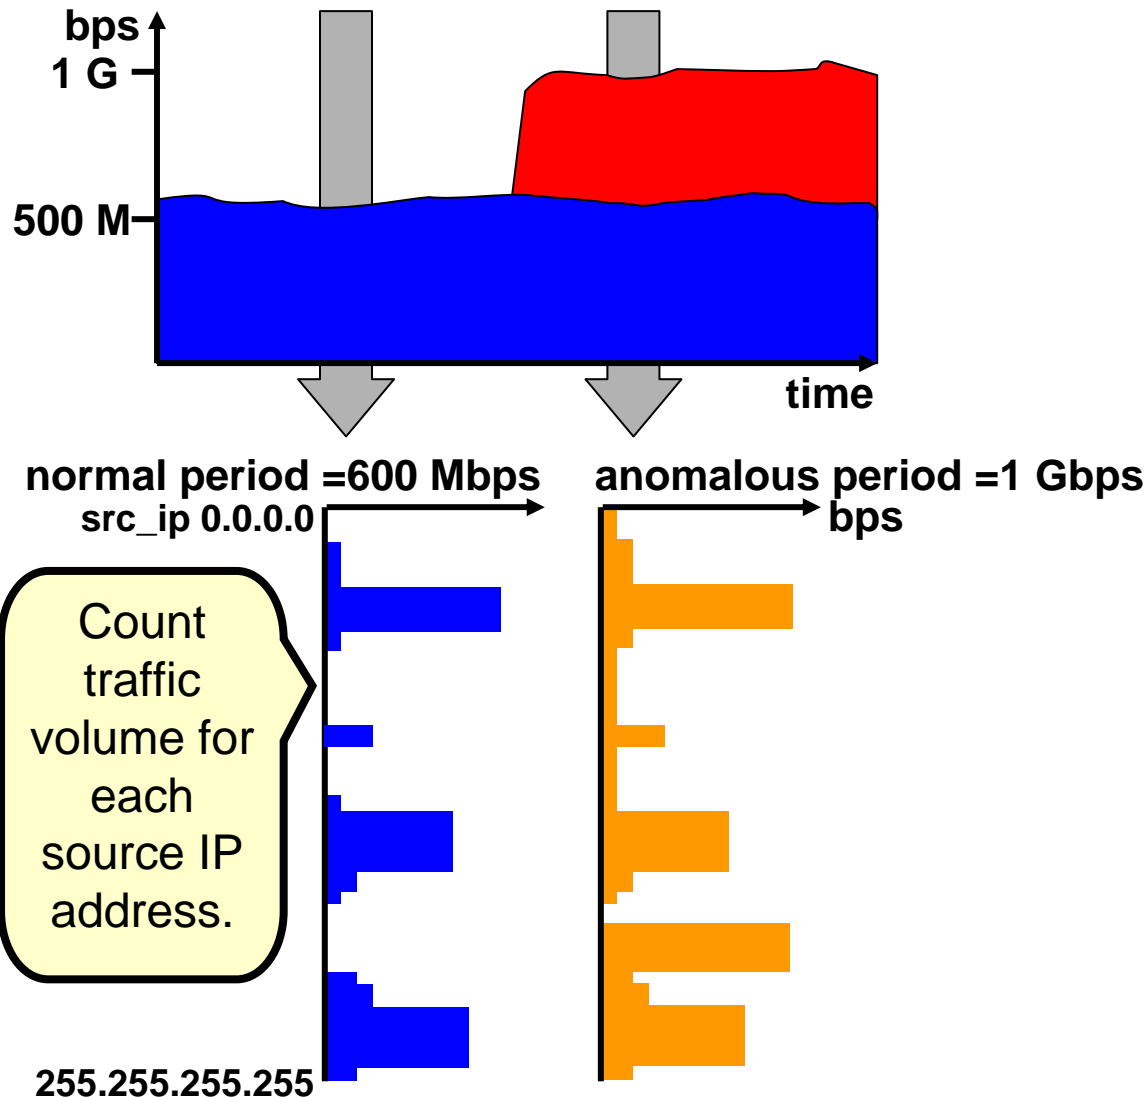 bps
1 G
500 M
time
normal period =600 Mbps
anomalous period =1 Gbps
src_ip 0.0.0.0
bps
Count
traffic
volume for
each
source IP
address.
255.255.255.255